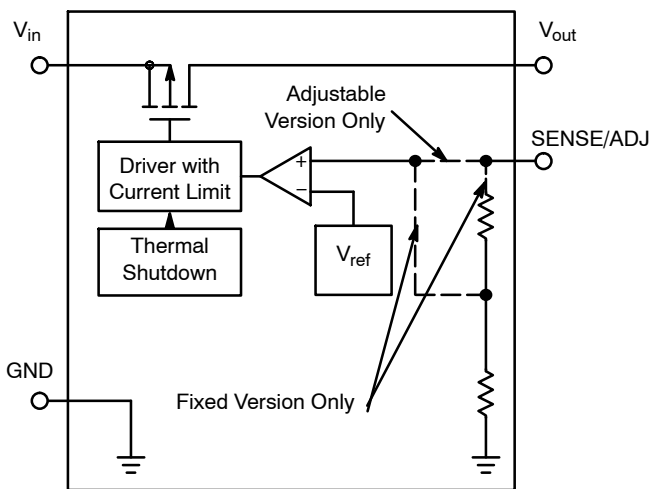 Vin
Vout
Adjustable
Version Only
SENSE/ADJ
Driver with
Current Limit
+
−
Thermal
Shutdown
Vref
GND
Fixed Version Only